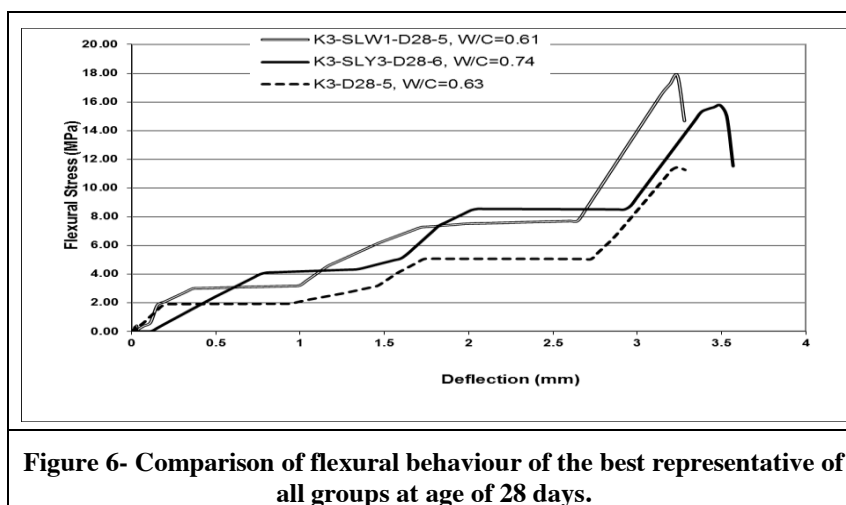 20.00
18.00
16.00
14.00
12.00
10.00
8.00
6.00
4.00
2.00
0.00
Flexural Stress (MPa)
K3-SLW1-D28-5, W/C=0.61
K3-SLY3-D28-6, W/C=0.74
K3-D28-5, W/C=0.63
0 0.5 1 1.5 2 2.5 3 3.5 4
Deflection (mm)
Figure 6- Comparison of flexural behaviour of the best representative of
all groups at age of 28 days.